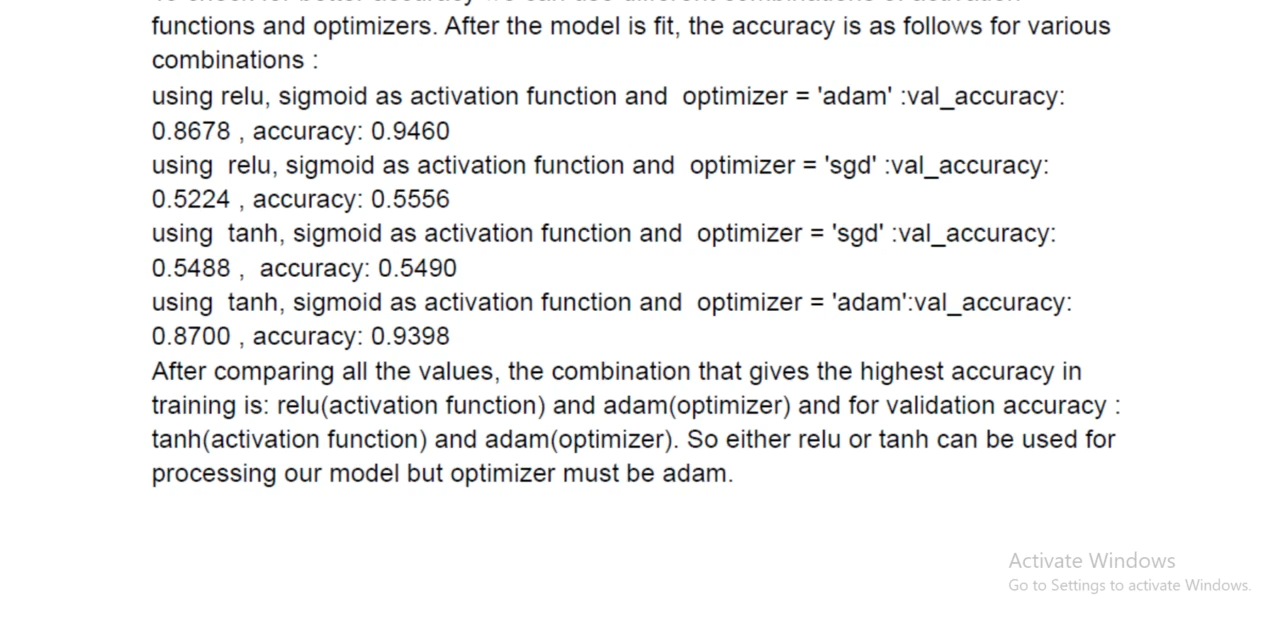 functions and optimizers. After the model is fit, the accuracy is as follows for various
combinations :
using relu, sigmoid as activation function and  optimizer = 'adam' :val_accuracy:
0.8678 , accuracy: 0.9460
using  relu, sigmoid as activation function and  optimizer = 'sgd' :val_accuracy:
0.5224 , accuracy: 0.5556
using  tanh, sigmoid as activation function and  optimizer = 'sgd' :val_accuracy:
0.5488 ,  accuracy: 0.5490
using  tanh, sigmoid as activation function and  optimizer = 'adam':val_accuracy:
0.8700 , accuracy: 0.9398
After comparing all the values, the combination that gives the highest accuracy in
training is: relu(activation function) and adam(optimizer) and for validation accuracy :
tanh(activation function) and adam(optimizer). So either relu or tanh can be used for
processing our model but optimizer must be adam.
Activate Windows
Go to Settings to activate Windows.